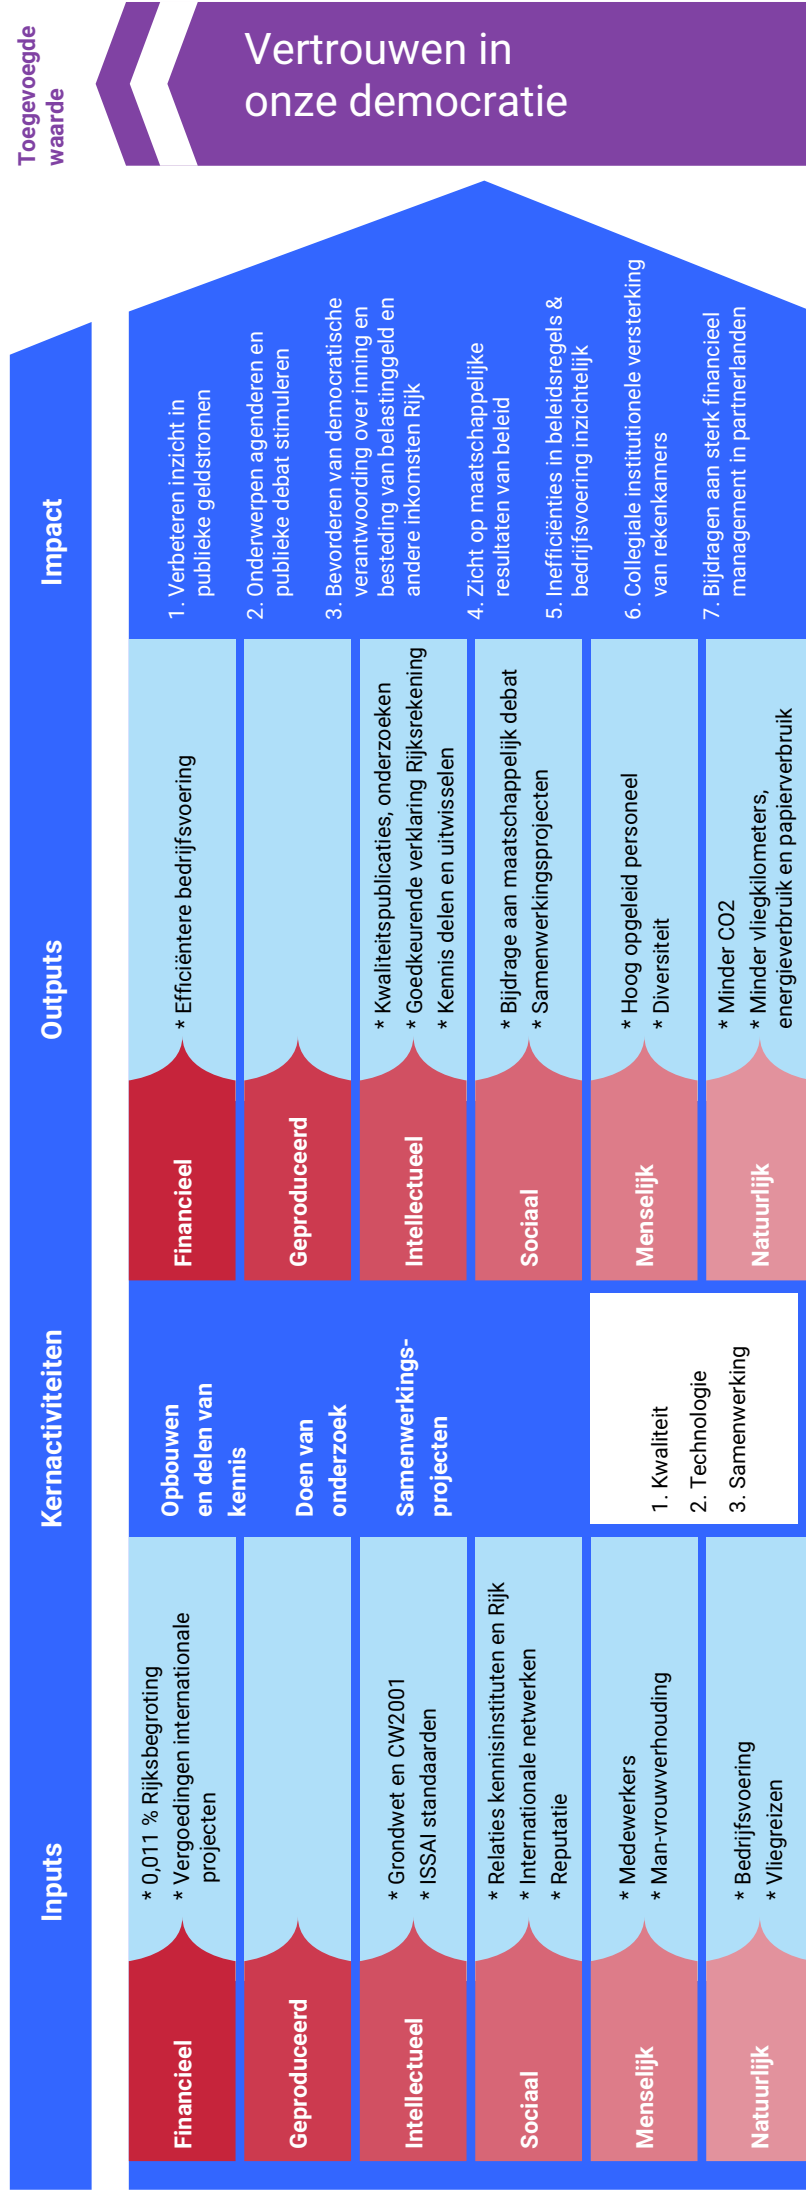 Inputs
Financieel
* 0,011 % Rijksbegroting
* Vergoedingen internationale
projecten
Geproduceerd
Intellectueel
* Grondwet en CW2001
* ISSAI standaarden
Sociaal
* Relaties kennisinstituten en Rijk
* Internationale netwerken
* Reputatie
Menselijk
* Medewerkers
* Man-vrouwverhouding
Natuurlijk
* Bedrijfsvoering
* Vliegreizen
Kernactiviteiten
Opbouwen
en delen van
kennis
Doen van
onderzoek
Samenwerkings-
projecten
1. Kwaliteit
2. Technologie
3. Samenwerking
Outputs
Financieel
* Efficiëntere bedrijfsvoering
Geproduceerd
Intellectueel
* Kwaliteitspublicaties, onderzoeken
* Goedkeurende verklaring Rijksrekening
* Kennis delen en uitwisselen
Sociaal
* Bijdrage aan maatschappelijk debat
* Samenwerkingsprojecten
Menselijk
* Hoog opgeleid personeel
* Diversiteit
Natuurlijk
* Minder CO2
* Minder vliegkilometers,
energieverbruik en papierverbruik
Impact
1. Verbeteren inzicht in
publieke geldstromen
2. Onderwerpen agenderen en
publieke debat stimuleren
3. Bevorderen van democratische
verantwoording over inning en
besteding van belastinggeld en
andere inkomsten Rijk
4. Zicht op maatschappelijke
resultaten van beleid
5. Inefficiënties in beleidsregels &
bedrijfsvoering inzichtelijk
6. Collegiale institutionele versterking
van rekenkamers
7. Bijdragen aan sterk financieel
management in partnerlanden
Toegevoegde
waarde
Vertrouwen in
onze democratie